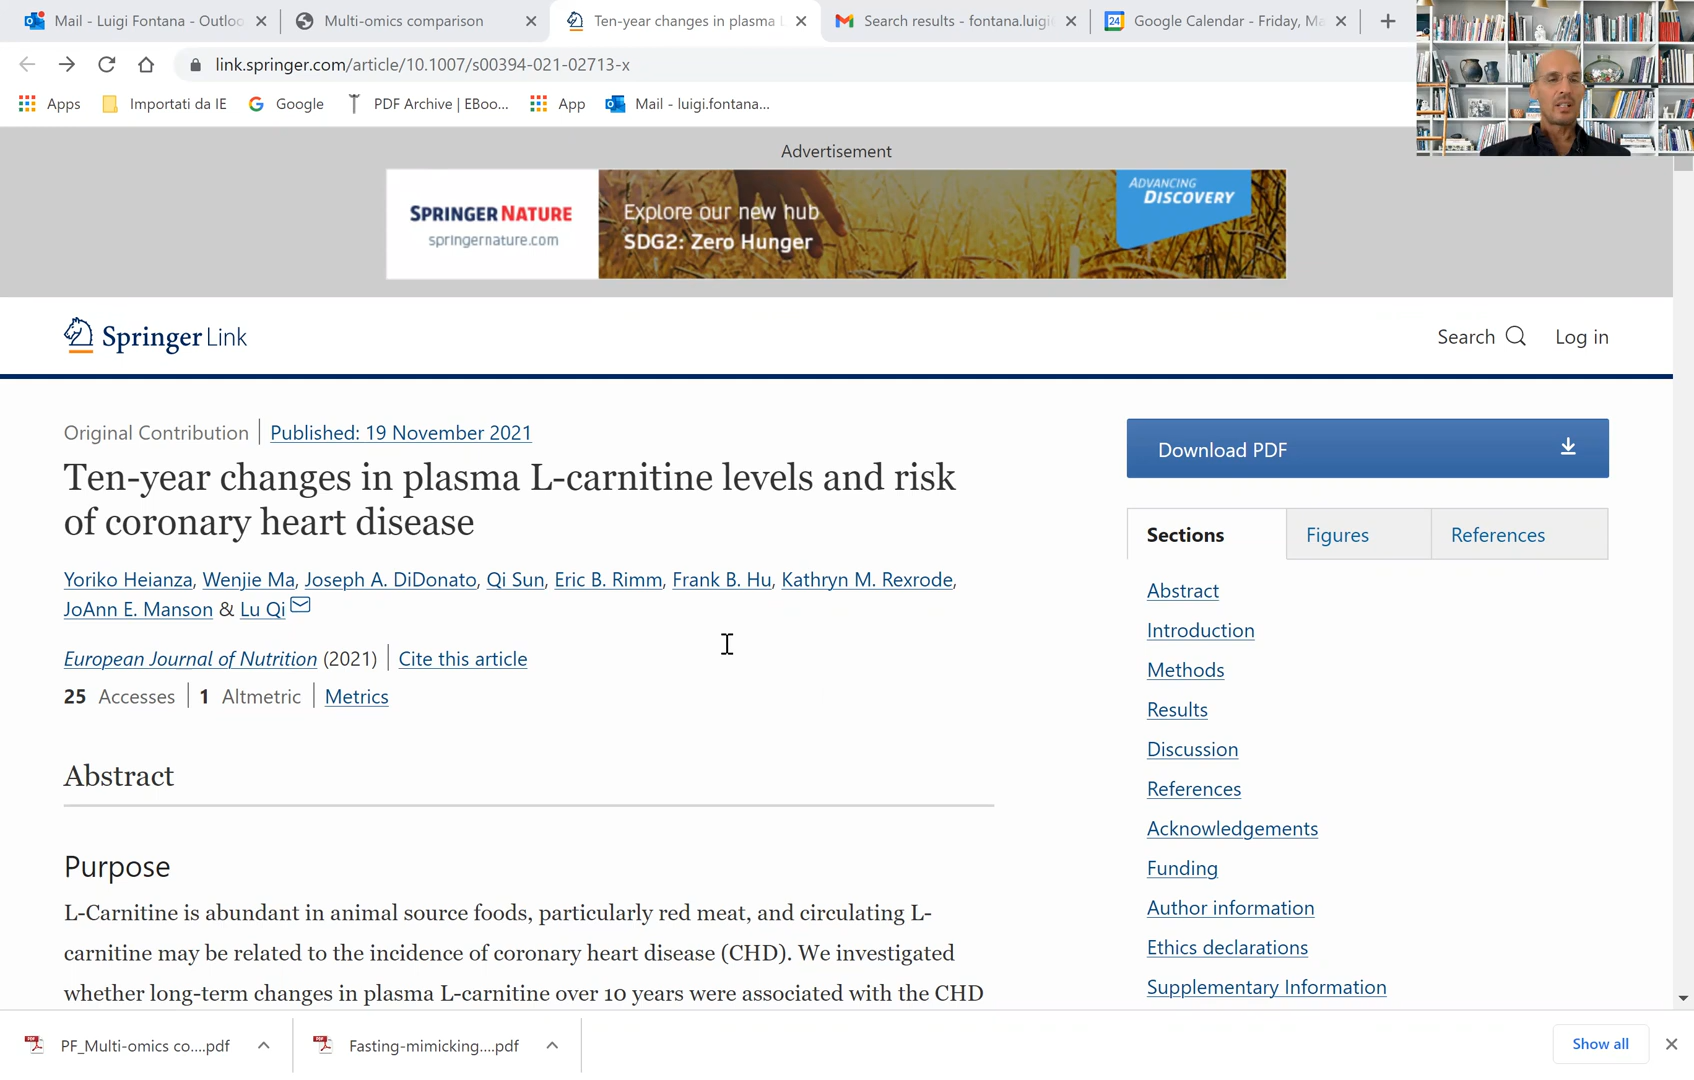 Mail - Luigi Fontana - Outloo
Multi-omics comparison
Ten-year changes in plasma
Search results - fontana.luigi
24
Google Calendar - Friday, Ma
link.springer.com/article/10.1007/s00394-021-02713-x
Apps
Importati da IE
Google
PDF Archive | EBoo...
App
Mail - luigi.fontana...
Advertisement
SPRINGER NATURE
springernature.com
Explore our new hub
SDG2: Zero Hunger
ADVANCING
DISCOVERY
Springer Link
Search
Log in
Original Contribution | Published: 19 November 2021
Ten-year changes in plasma L-carnitine levels and risk
of coronary heart disease
Yoriko Heianza, Wenjie Ma, Joseph A. DiDonato, Qi Sun, Eric B. Rimm, Frank B. Hu, Kathryn M. Rexrode,
JoAnn E. Manson & Lu Qi
European Journal of Nutrition (2021) | Cite this article
25 Accesses | 1 Altmetric | Metrics
Abstract
Purpose
L-Carnitine is abundant in animal source foods, particularly red meat, and circulating L-
carnitine may be related to the incidence of coronary heart disease (CHD). We investigated
whether long-term changes in plasma L-carnitine over 10 years were associated with the CHD
Download PDF
Sections
Figures
References
Abstract
Introduction
Methods
Results
Discussion
References
Acknowledgements
Funding
Author information
Ethics declarations
Supplementary Information
PF_Multi-omics co....pdf
Fasting-mimicking....pdf
Show all